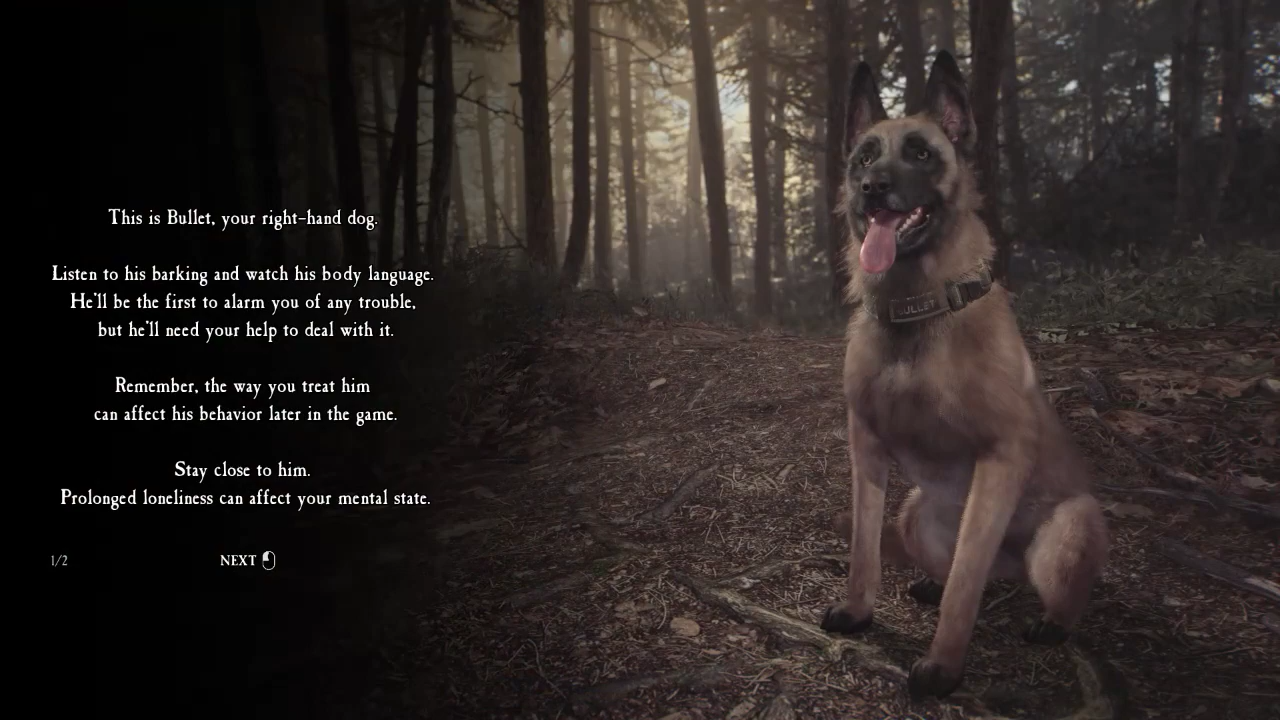 This is Bullet, your right-hand dog.
Listen to his barking and watch his body language.
He'll be the first to alarm you of any trouble,
but he'll need your help to deal with it.
Remember, the way you treat him
can affect his behavior later in the game.
Stay close to him.
Prolonged loneliness can affect your mental state.
1/2
NEXT
BULLET